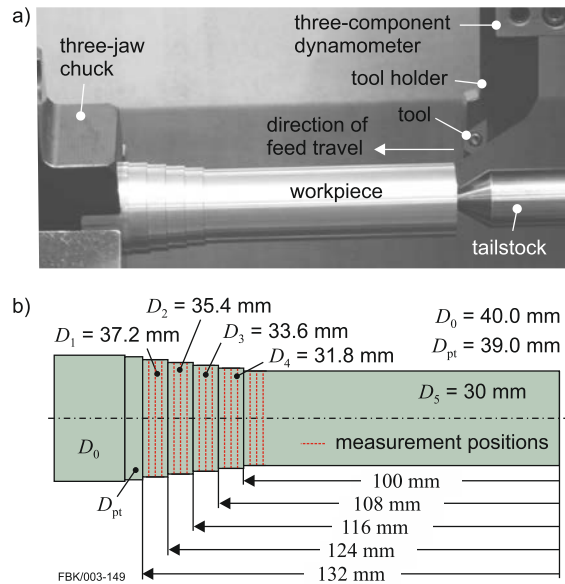 a)
three-jaw
chuck
three-component
dynamometer
tool holder
tool
direction of
feed travel
workpiece
tailstock
b)
D2 = 35.4 mm
D1 = 37.2 mm
D3 = 33.6 mm
D4 = 31.8 mm
D0 = 40.0 mm
Dpt = 39.0 mm
D5 = 30 mm
D0
measurement positions
Dpt
100 mm
108 mm
116 mm
124 mm
132 mm
FBK/003-149